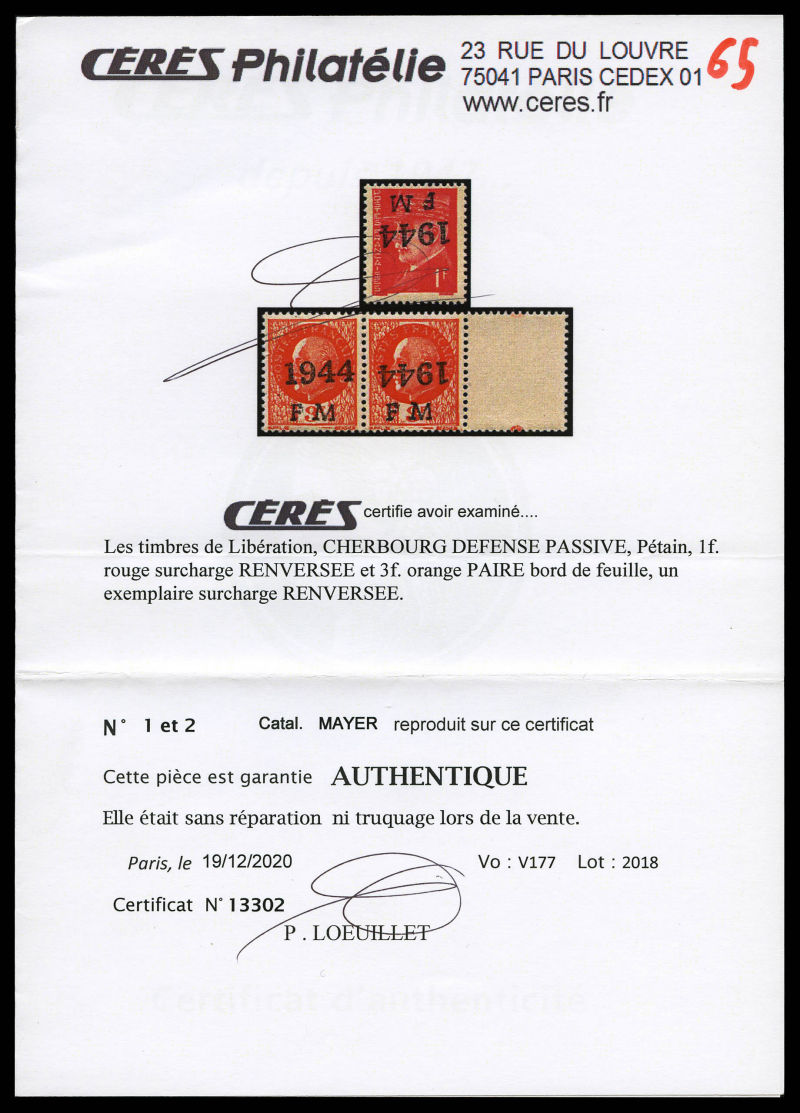 CÉRÈS Philatélie
23 RUE DU LOUVRE
75041 PARIS CEDEX 01
www.ceres.fr
65
F M
1944
1F
1944
F M
1944
F M
CÉRÈS certifie avoir examiné....
Les timbres de Libération, CHERBOURG DEFENSE PASSIVE, Pétain, 1f.
rouge surcharge RENVERSEE et 3f. orange PAIRE bord de feuille, un
exemplaire surcharge RENVERSEE.
N° 1 et 2 Catal. MAYER reproduit sur ce certificat
Cette pièce est garantie AUTHENTIQUE
Elle était sans réparation ni truquage lors de la vente.
Paris, le 19/12/2020 Vo : V177 Lot : 2018
Certificat N° 13302
P . LOEUILLET
Certificat d'authenticité